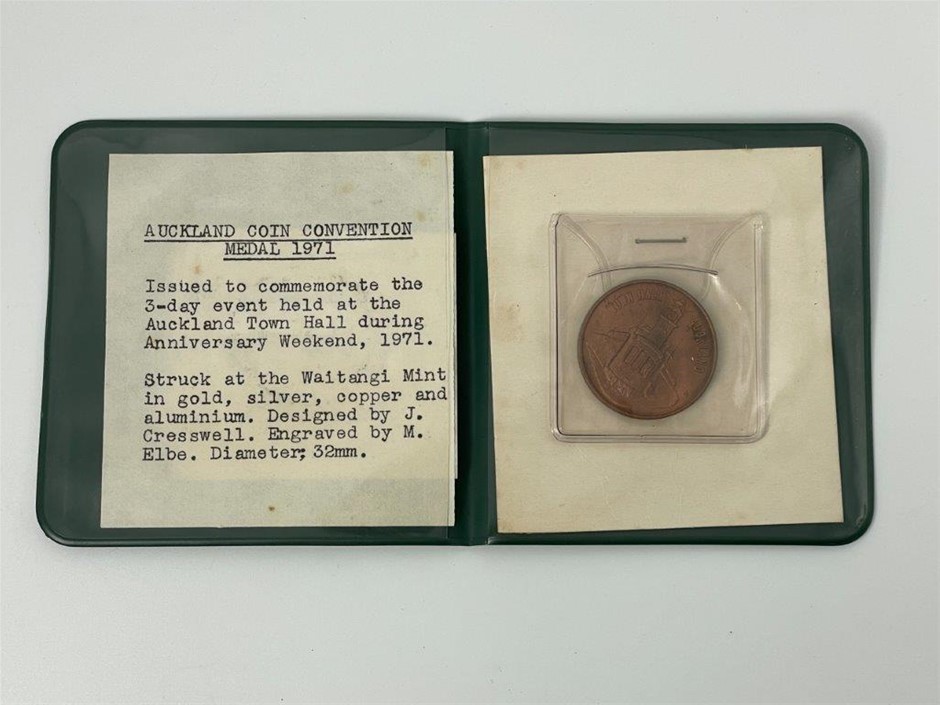 AUCKLAND COIN CONVENTION
MEDAL 1971
Issued to commemorate the
3-day event held at the
Auckland Town Hall during
Anniversary Weekend, 1971.
Struck at the Waitangi Mint
in gold, silver, copper and
aluminium. Designed by J.
Cresswell. Engraved by M.
Elbe. Diameter; 32mm.